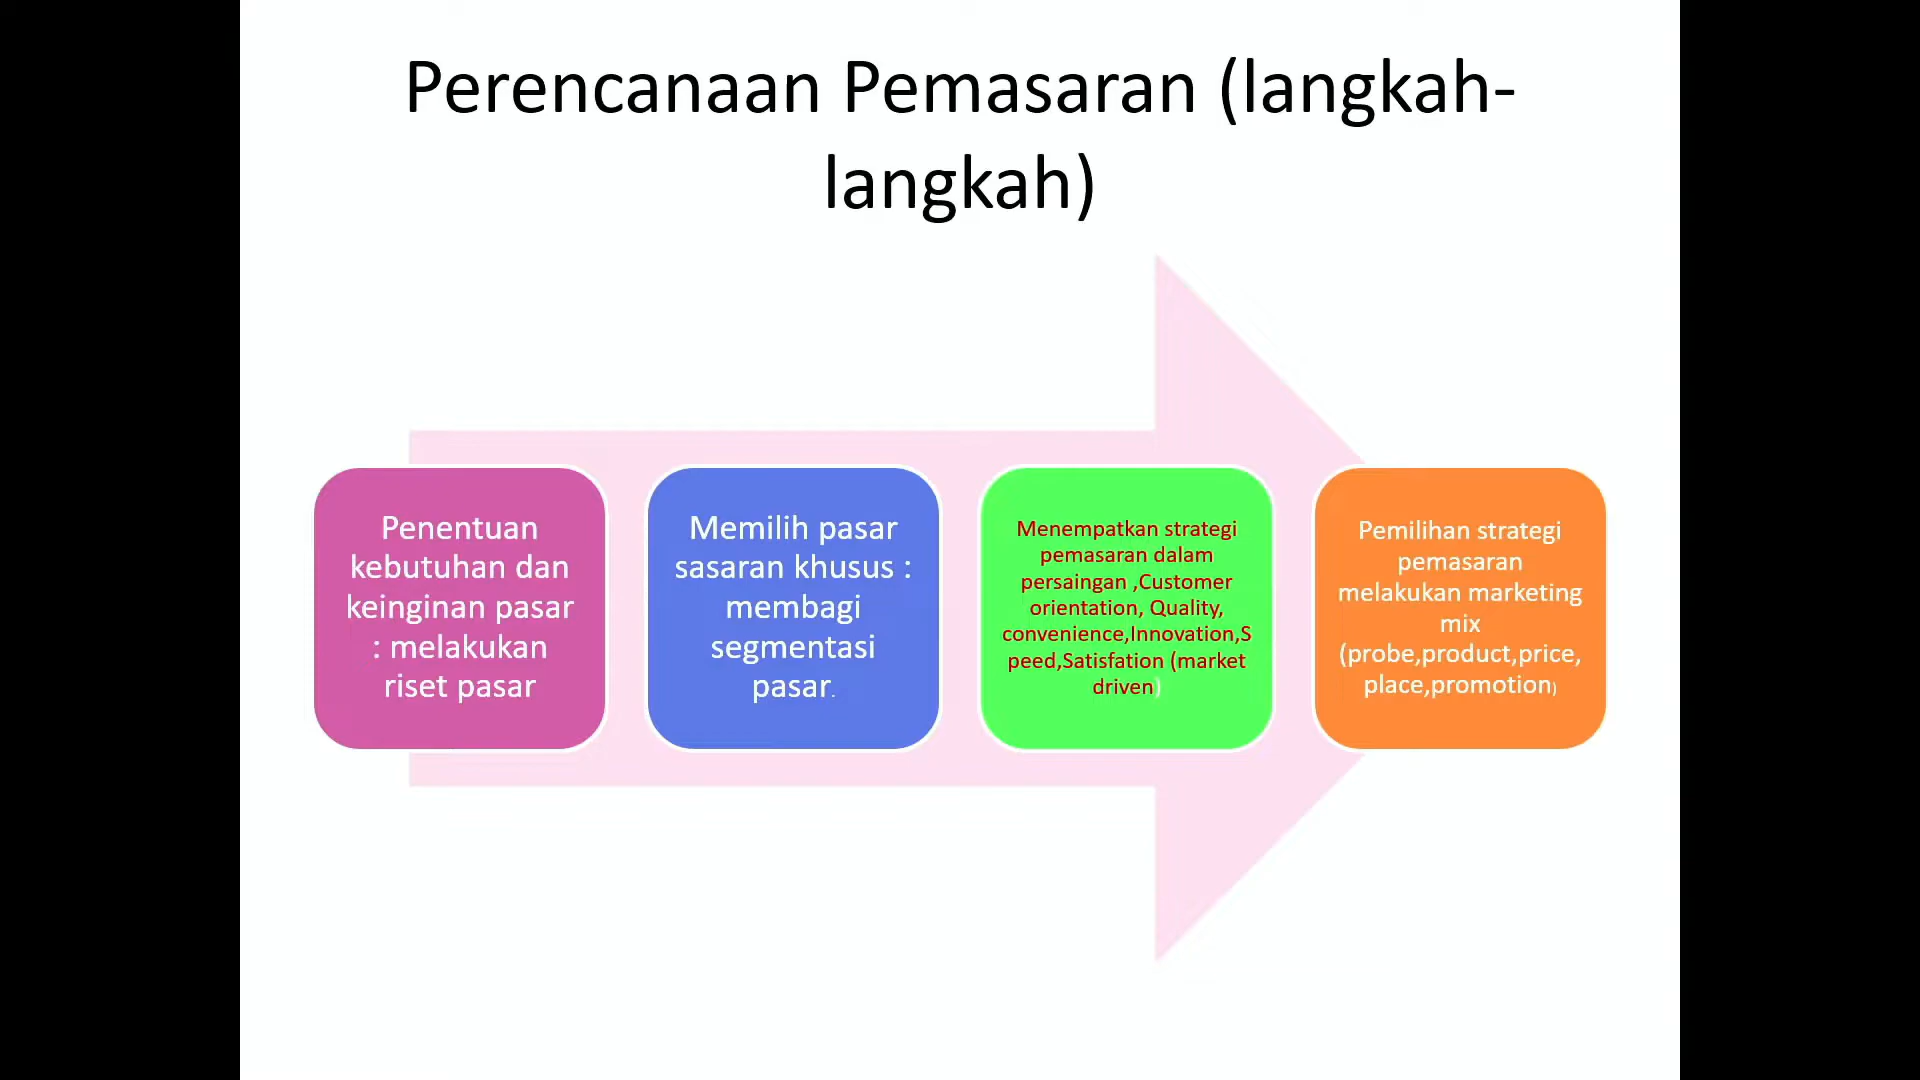 Perencanaan Pemasaran (langkah-
langkah)
Penentuan
kebutuhan dan
keinginan pasar
: melakukan
riset pasar
Memilih pasar
sasaran khusus :
membagi
segmentasi
pasar.
Menempatkan strategi
pemasaran dalam
persaingan ,Customer
orientation, Quality,
convenience,Innovation,S
peed,Satisfation (market
driven)
Pemilihan strategi
pemasaran
melakukan marketing
mix
(probe,product,price,
place,promotion)